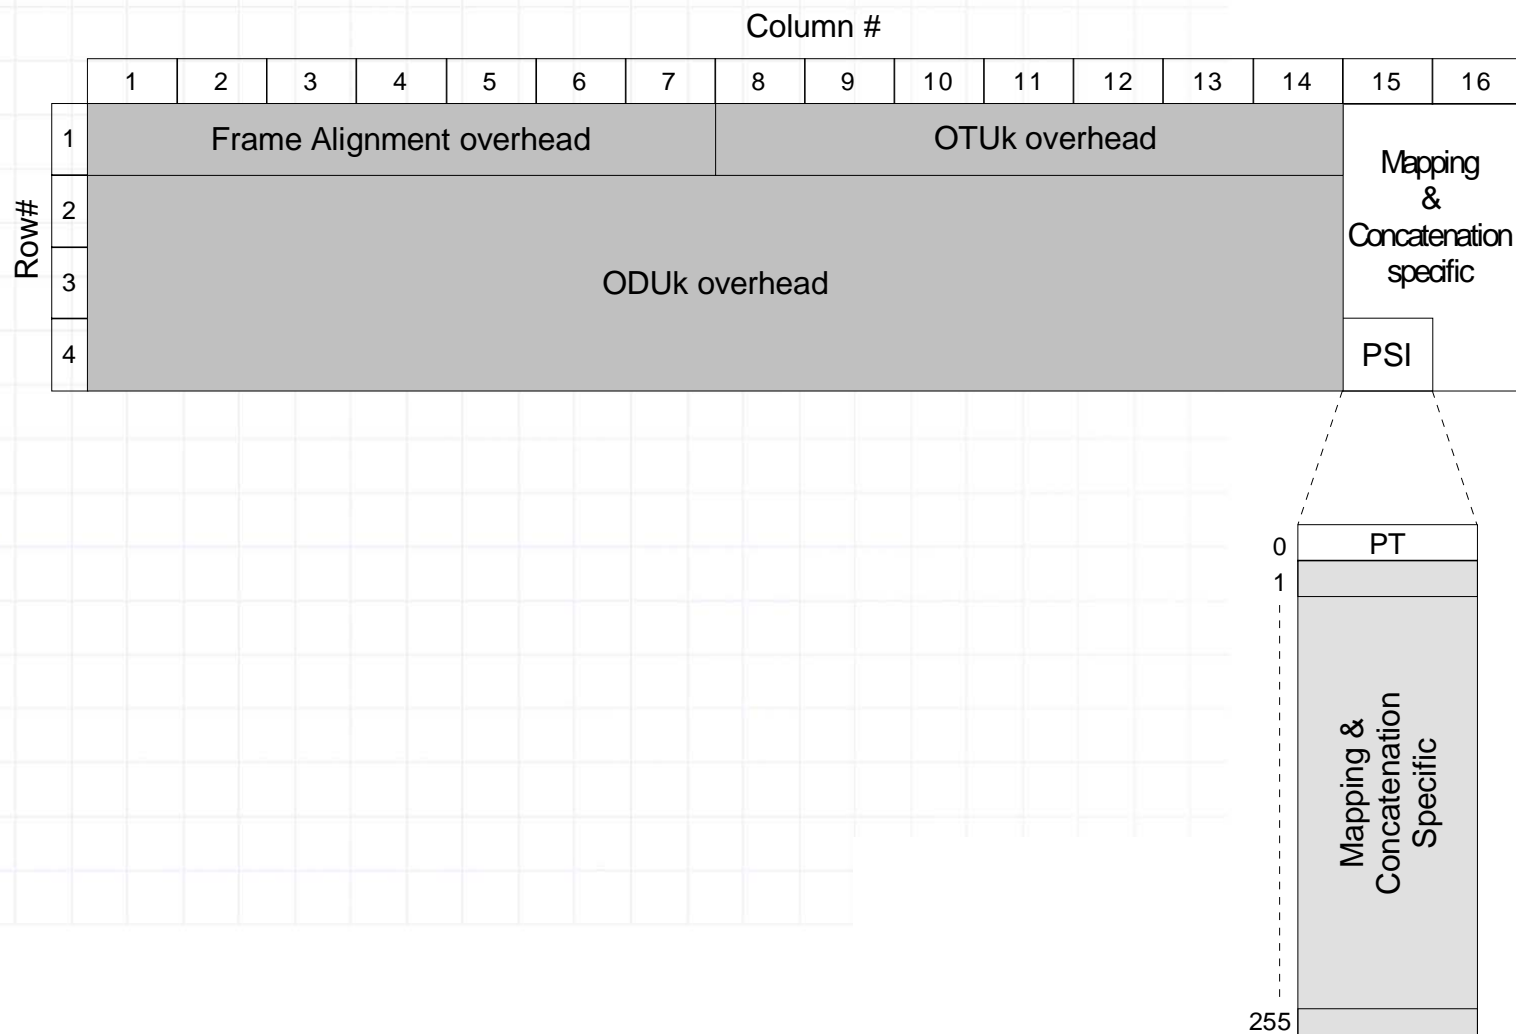 Column #
1 2 3 4 5 6 7 8 9 10 11 12 13 14 15 16
Row#
1
Frame Alignment overhead
OTUk overhead
Mapping
&
Concatenation
specific
2
3
ODUk overhead
4
PSI
0
PT
1
Mapping &
Concatenation
Specific
255